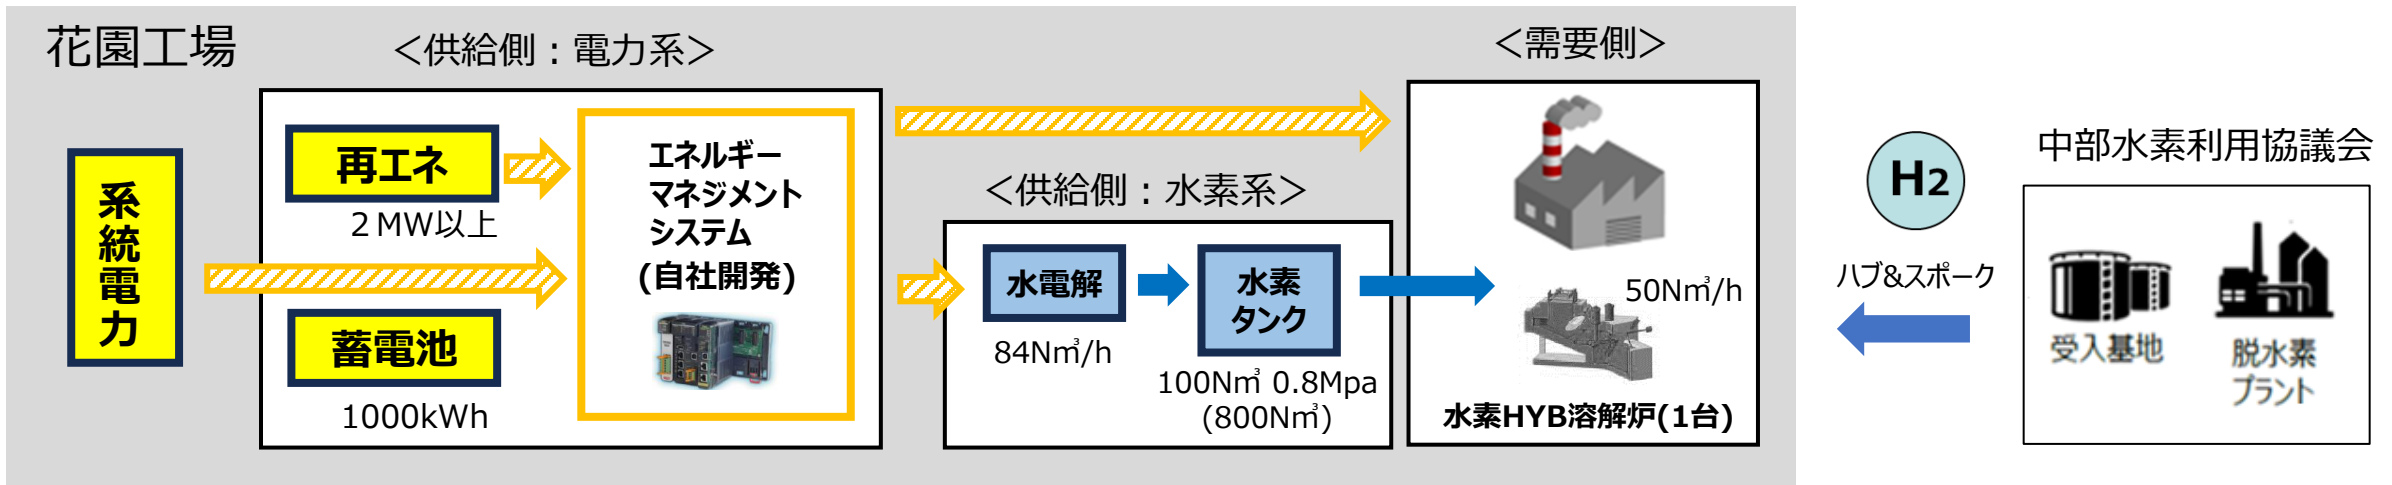 花園工場
＜供給側：電力系＞
＜需要側＞
系統電力
再エネ
２MW以上
蓄電池
1000kWh
エネルギー
マネジメント
システム
(自社開発)
＜供給側：水素系＞
水電解
84N㎥/h
水素
タンク
100N㎥ 0.8Mpa
(800N㎥)
50N㎥/h
水素HYB溶解炉(1台)
H2
ハブ&スポーク
中部水素利用協議会
受入基地
脱水素
プラント